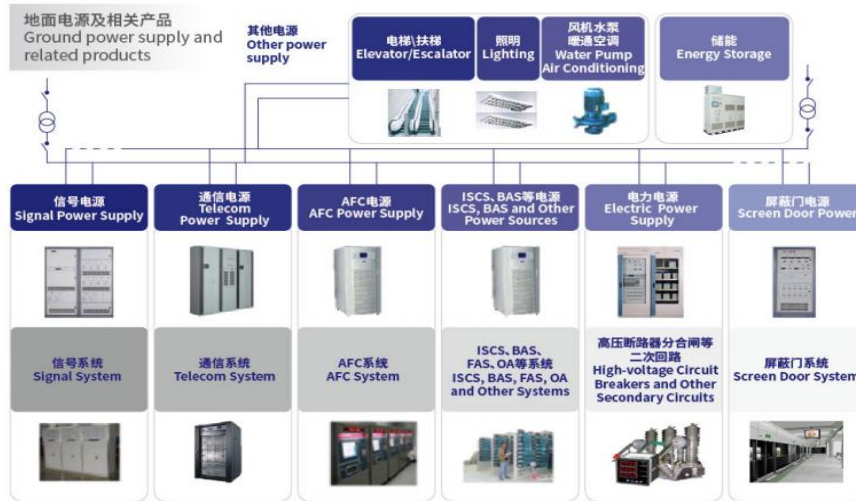 地面电源及相关产品
Ground power supply and
related products
其他电源
Other power
supply
电梯\扶梯
Elevator/Escalator
照明
Lighting
风机水泵
暖通空调
Water Pump
Air Conditioning
储能
Energy Storage
信号电源
Signal Power Supply
通信电源
Telecom
Power Supply
AFC电源
AFC Power Supply
ISCS、BAS等电源
ISCS, BAS and Other
Power Sources
电力电源
Electric Power
Supply
屏蔽门电源
Screen Door Power
信号系统
Signal System
通信系统
Telecom System
AFC系统
AFC System
ISCS、BAS、
FAS、OA等系统
ISCS, BAS, FAS, OA
and Other Systems
高压断路器分合闸等
二次回路
High-voltage Circuit
Breakers and Other
Secondary Circuits
屏蔽门系统
Screen Door System